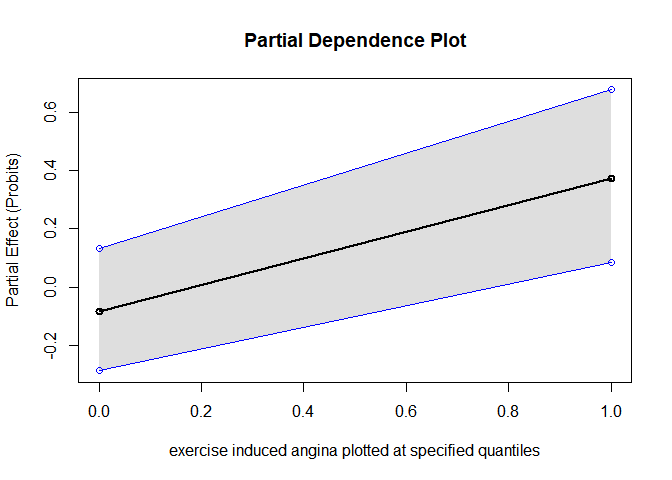 Partial Dependence Plot
Partial Effect (Probits)
0.6
0.4
0.2
0.0
-0.2
0.0 0.2 0.4 0.6 0.8 1.0
exercise induced angina plotted at specified quantiles